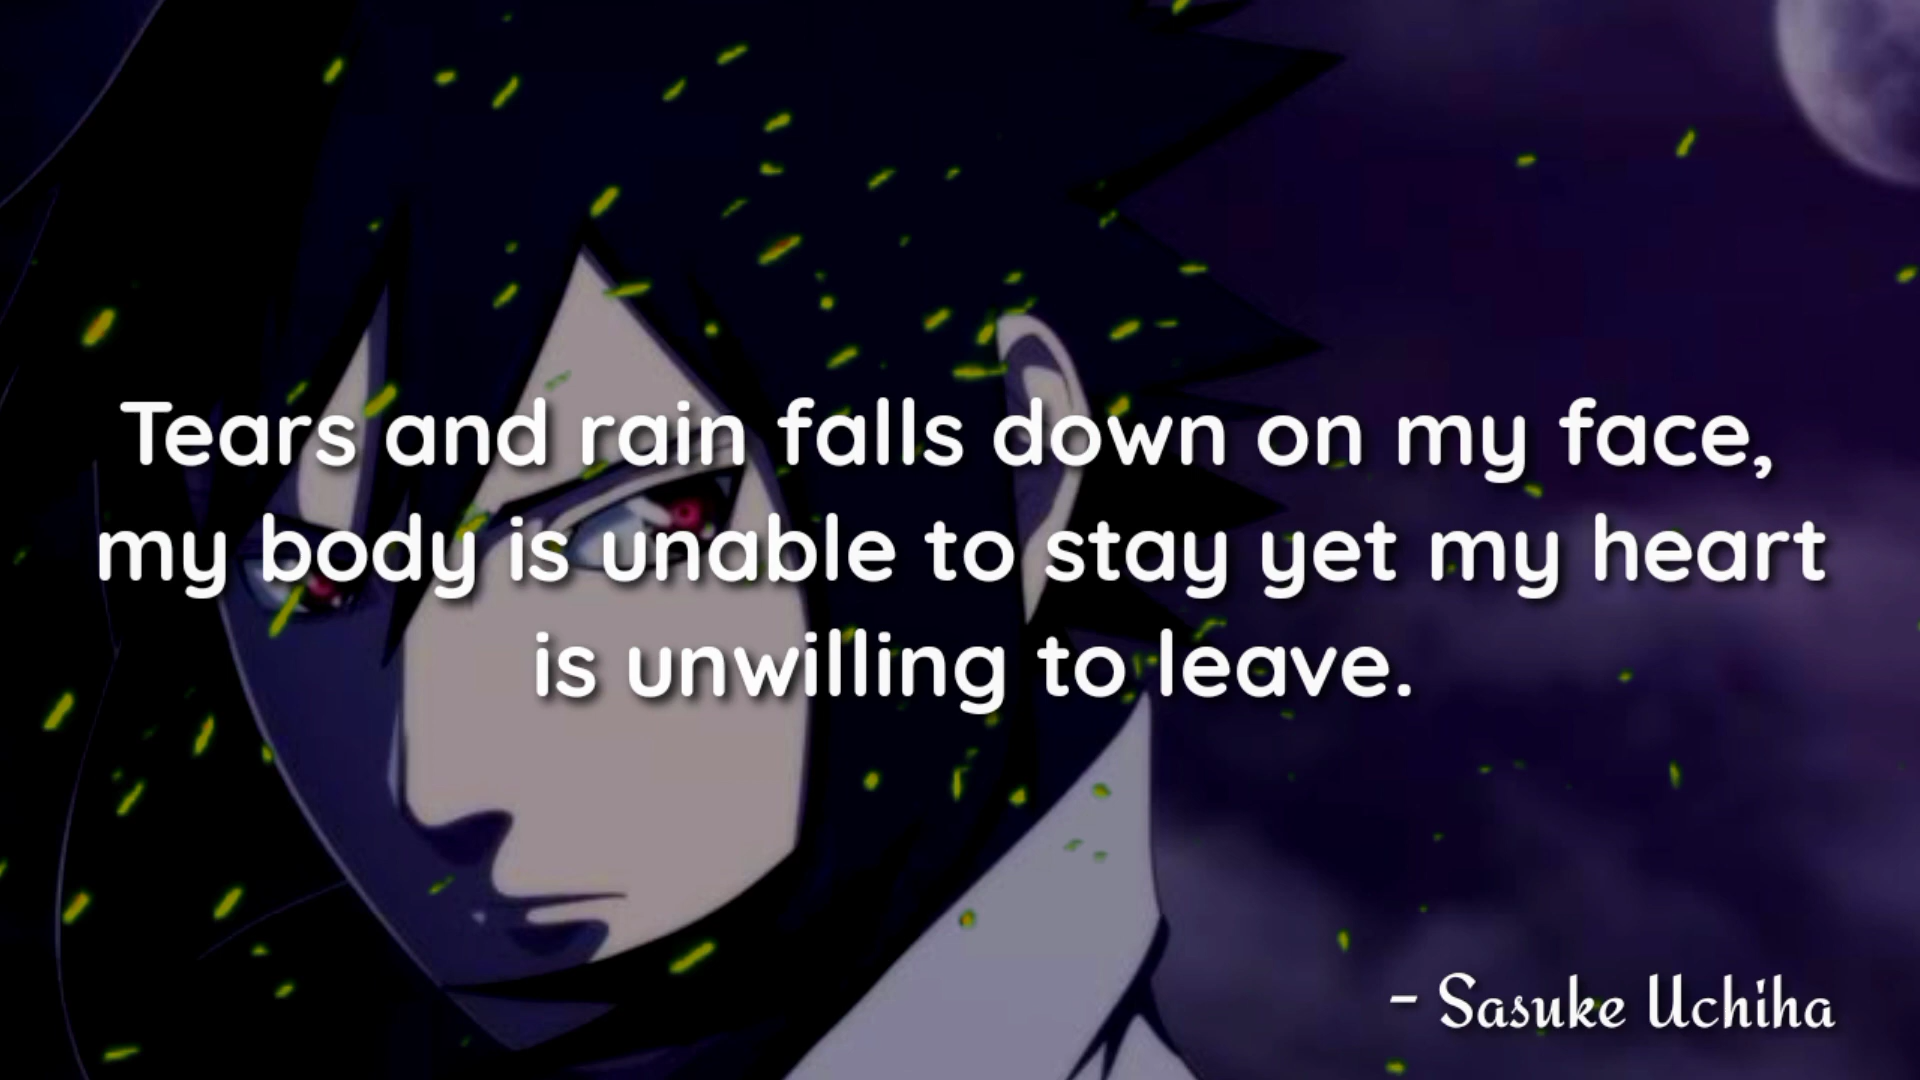 Tears and rain falls down on my face,
my body is unable to stay yet my heart
is unwilling to leave.
- Sasuke Uchiha